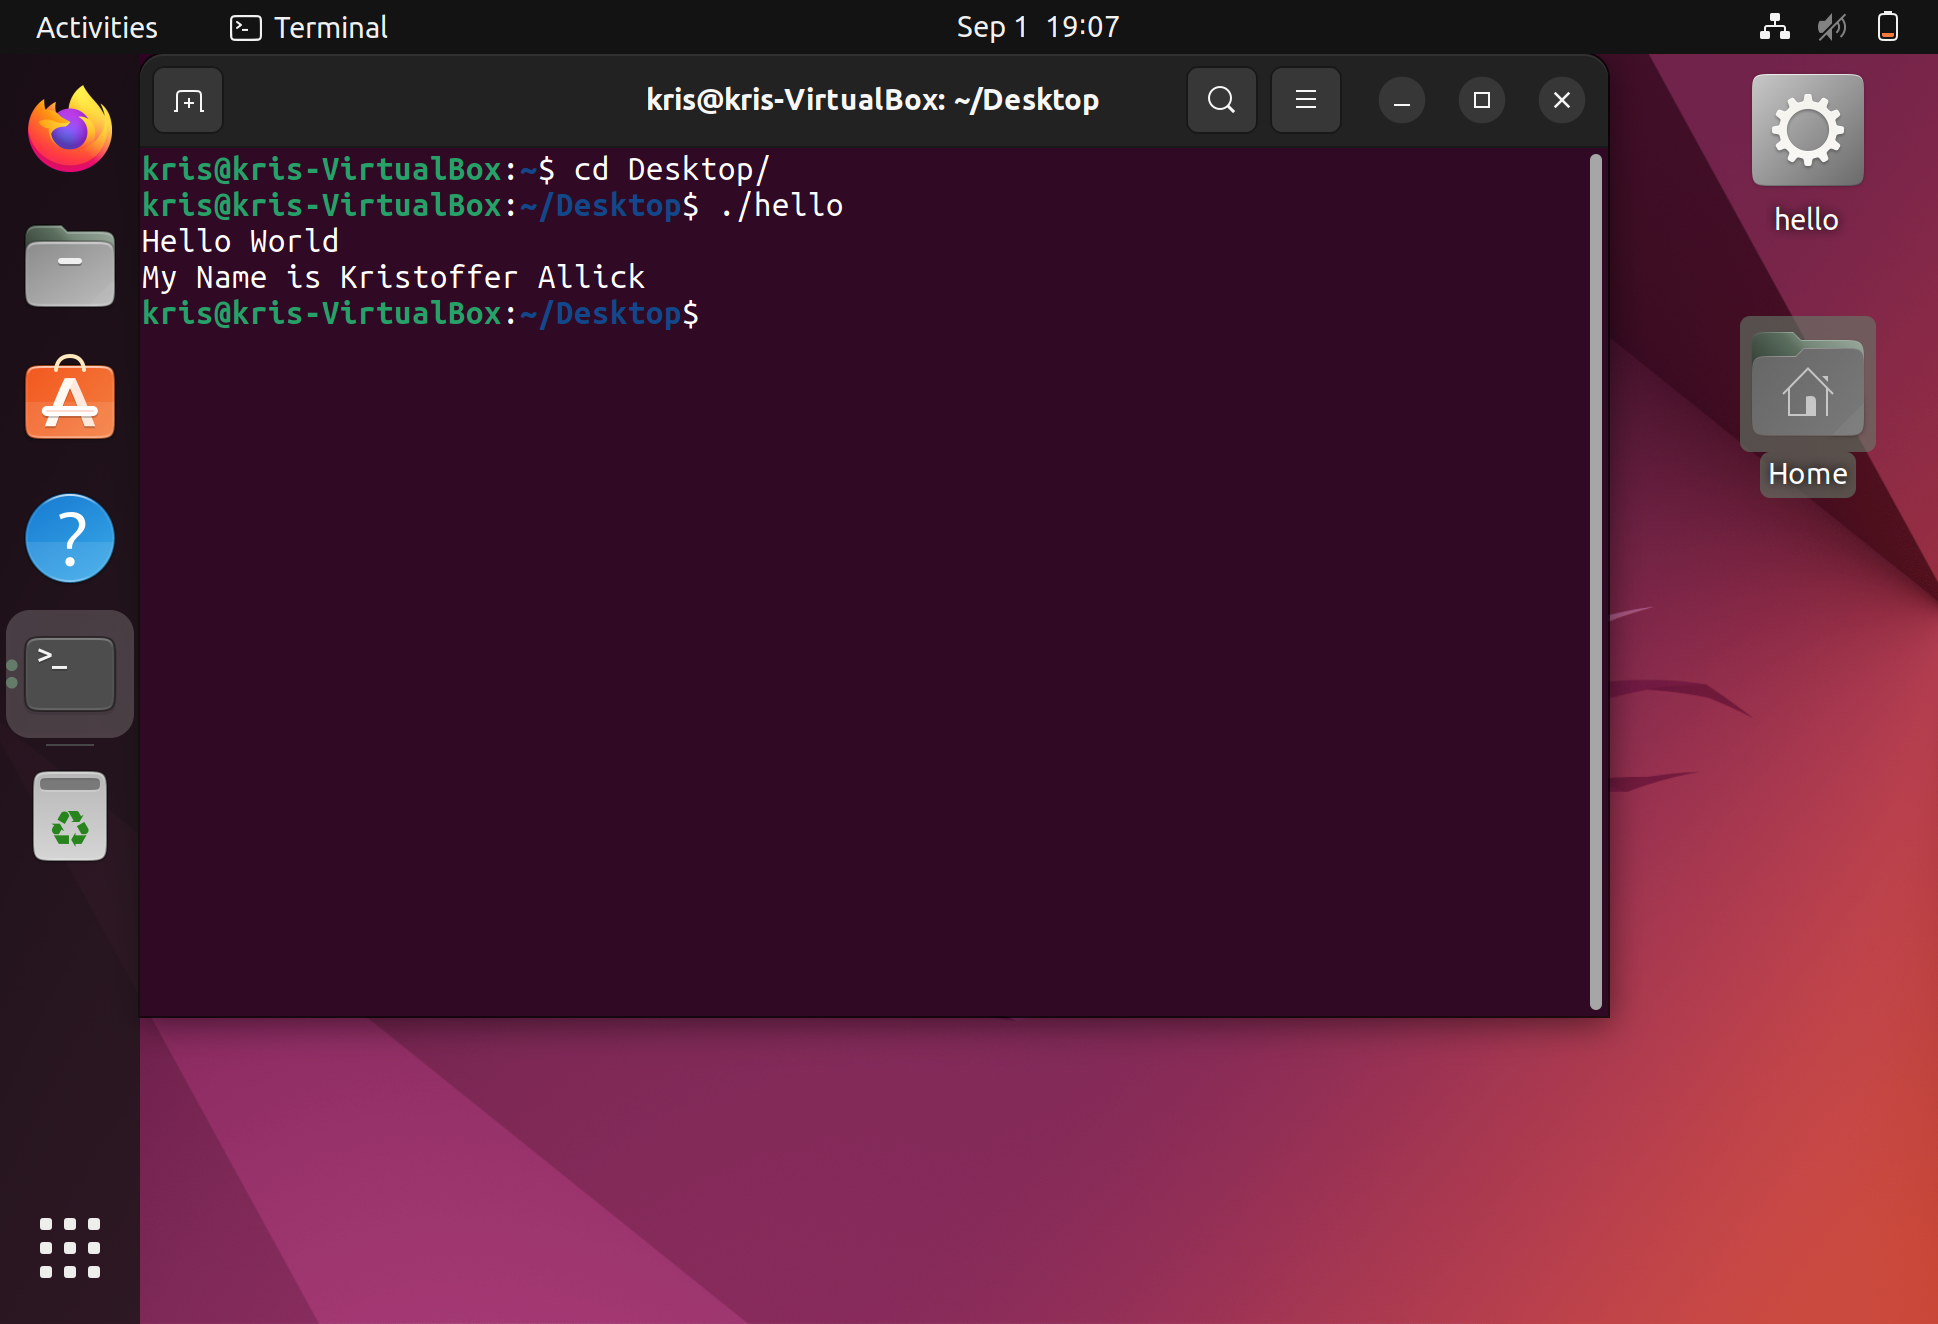 Activities
Terminal
Sep 1 19:07
kris@kris-VirtualBox: ~/Desktop
kris@kris-VirtualBox:~$ cd Desktop/
kris@kris-VirtualBox:~/Desktop$ ./hello
Hello World
My Name is Kristoffer Allick
kris@kris-VirtualBox:~/Desktop$
hello
Home